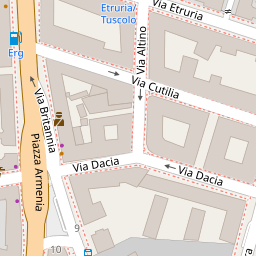 Via Etruria
Etruria/
Tuscolo
Via Altino
Erg
Via Cutilia
Via Britannia
Piazza Armenia
Via Dacia
Via Dacia
9
10